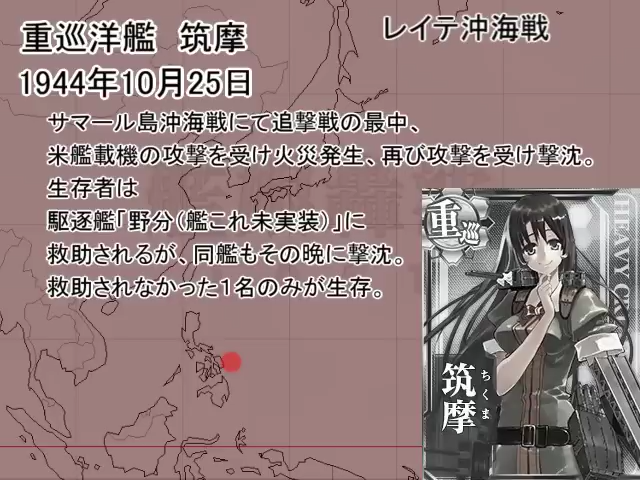 重巡洋艦　筑摩
レイテ沖海戦
1944年10月25日
サマール島沖海戦にて追撃戦の最中、
米艦載機の攻撃を受け火災発生、再び攻撃を受け撃沈。
生存者は
駆逐艦「野分（艦これ未実装）」に
救助されるが、同艦もその晩に撃沈。
救助されなかった１名のみが生存。
重巡
HEAVY CRU
筑摩
ちくま